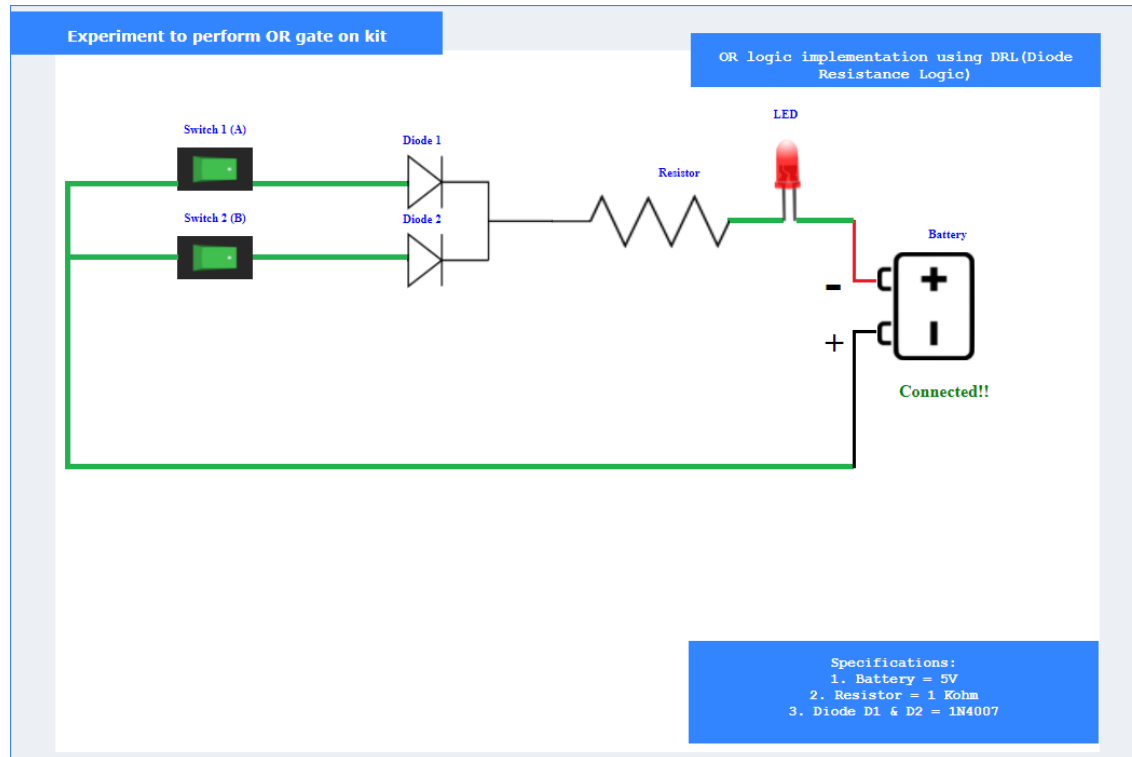 Experiment to perform OR gate on kit
OR logic implementation using DRL(Diode
Resistance Logic)
LED
Switch 1 (A)
Diode 1
Resistor
Switch 2 (B)
Diode 2
Battery
-
+
+
-
Connected!!
Specifications:
1. Battery = 5V
2. Resistor = 1 Kohm
3. Diode D1 & D2 = 1N4007